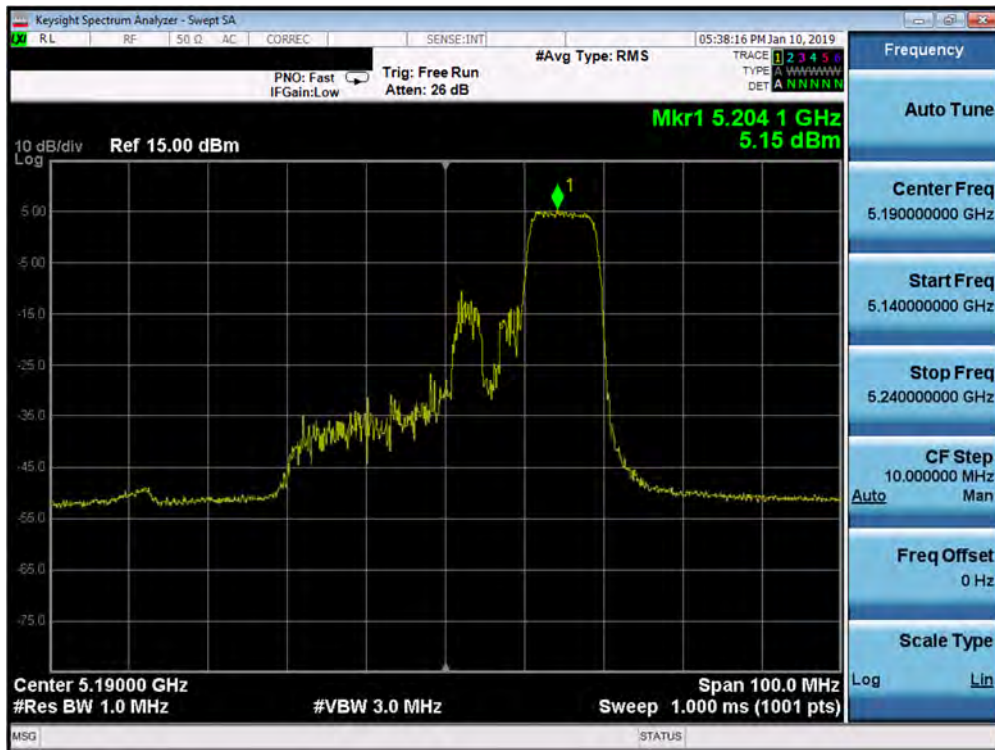 Keysight Spectrum Analyzer - Swept SA
LXI RL RF 50 Ω AC CORREC SENSE:INT 05:38:16 PM Jan 10, 2019
#Avg Type: RMS TRACE 1 2 3 4 5 6
PNO: Fast Trig: Free Run TYPE A WWWWW
IFGain:Low Atten: 26 dB DET A N N N N N
Mkr1 5.204 1 GHz
10 dB/div Ref 15.00 dBm 5.15 dBm
Log
1
5.00
-5.00
-15.0
-25.0
-35.0
-45.0
-55.0
-65.0
-75.0
Center 5.19000 GHz Span 100.0 MHz
#Res BW 1.0 MHz #VBW 3.0 MHz Sweep 1.000 ms (1001 pts)
MSG STATUS
Frequency
Auto Tune
Center Freq
5.190000000 GHz
Start Freq
5.140000000 GHz
Stop Freq
5.240000000 GHz
CF Step
10.000000 MHz
Auto Man
Freq Offset
0 Hz
Scale Type
Log Lin